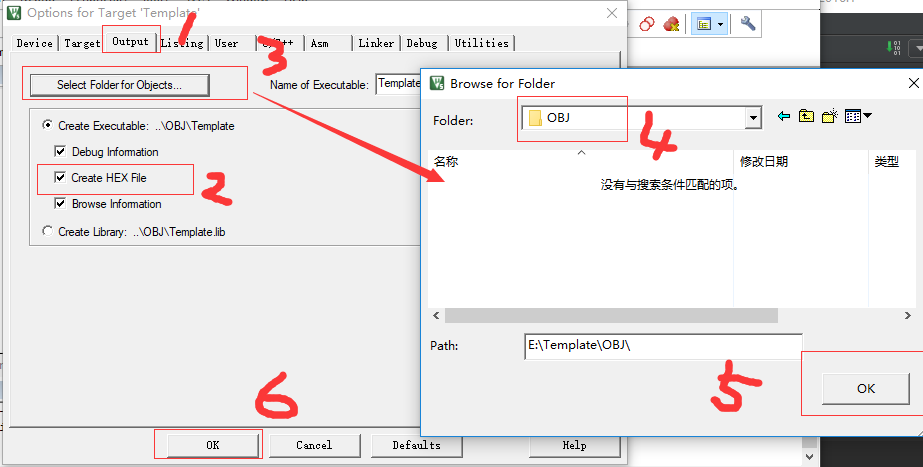 Options for Target 'Template'
Device Target Output Listing User C/C++ Asm Linker Debug Utilities
1
3
Select Folder for Objects...
Name of Executable: Template
Create Executable: ..\OBJ\Template
Debug Information
Create HEX File
2
Browse Information
Create Library: ..\OBJ\Template.lib
6
OK Cancel Defaults Help
Browse for Folder
Folder: OBJ
4
名称 修改日期 类型
没有与搜索条件匹配的项。
Path: E:\Template\OBJ\
5
OK